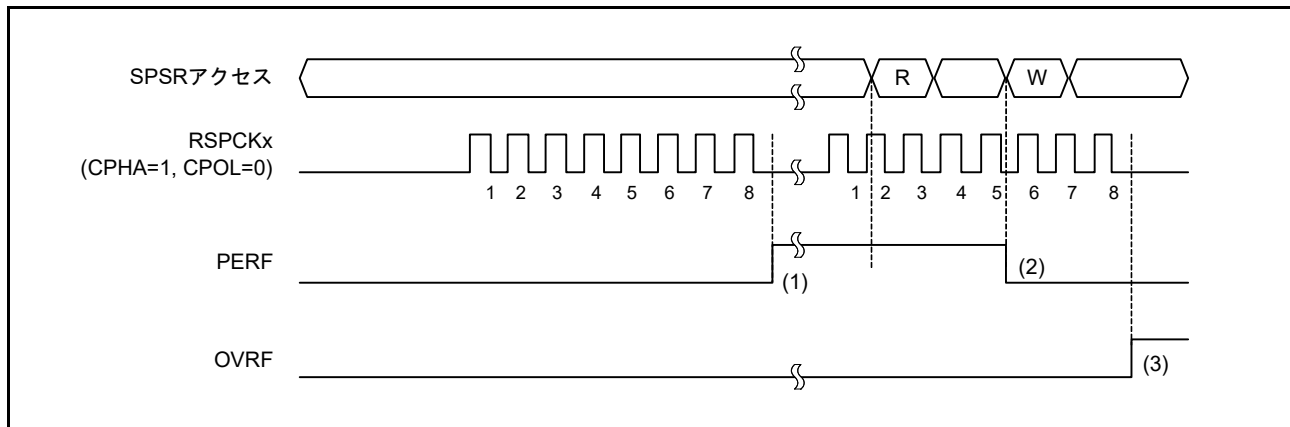 SPSRアクセス
R
W
RSPCKx
(CPHA=1, CPOL=0)
1 2 3 4 5 6 7 8 1 2 3 4 5 6 7 8
PERF
(1)
(2)
OVRF
(3)